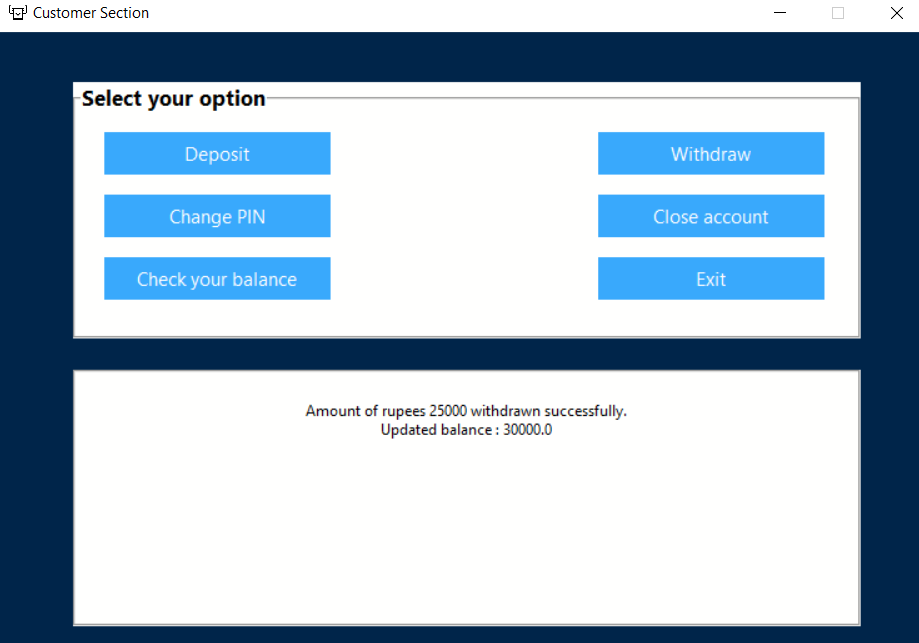 Customer Section
Select your option
Deposit
Withdraw
Change PIN
Close account
Check your balance
Exit
Amount of rupees 25000 withdrawn successfully.
Updated balance : 30000.0